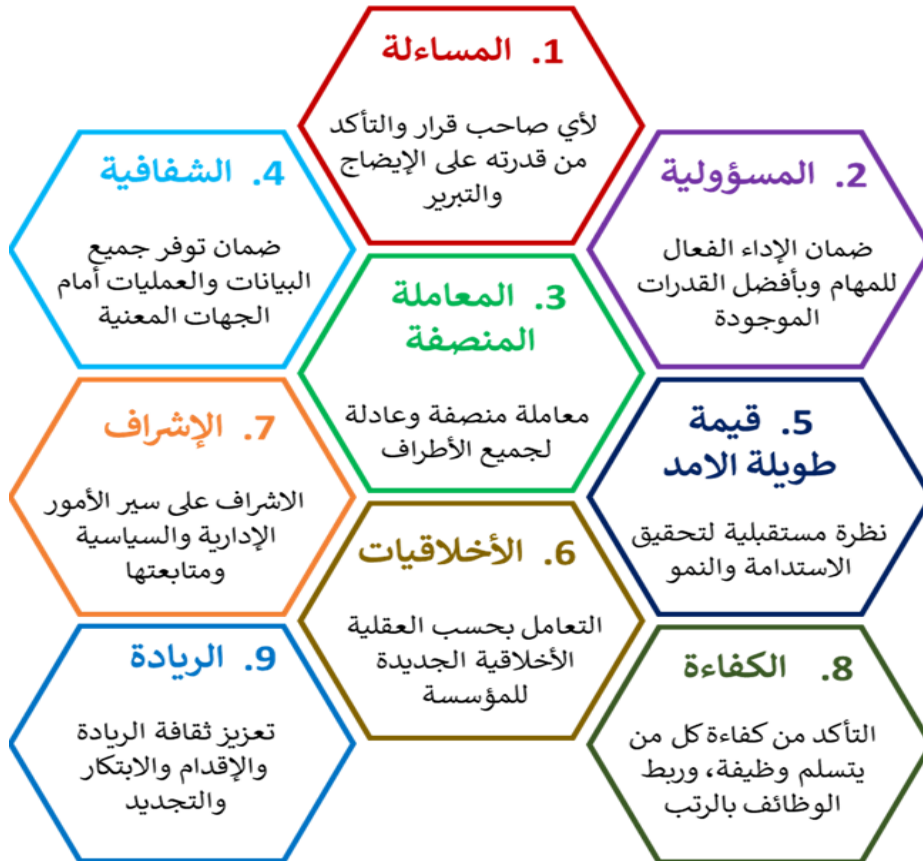 1. المساءلة
لأي صاحب قرار والتأكد
من قدرته على الإيضاح
والتبرير
2. المسؤولية
ضمان الإداء الفعال
للمهام وبأفضل القدرات
الموجودة
3. المعاملة
المنصفة
معاملة منصفة وعادلة
لجميع الأطراف
4. الشفافية
ضمان توفر جميع
البيانات والعمليات أمام
الجهات المعنية
5. قيمة
طويلة الامد
نظرة مستقبلية لتحقيق
الاستدامة والنمو
6. الأخلاقيات
التعامل بحسب العقلية
الأخلاقية الجديدة
للمؤسسة
7. الإشراف
الاشراف على سير الأمور
الإدارية والسياسية
ومتابعتها
8. الكفاءة
التأكد من كفاءة كل من
يتسلم وظيفة، وربط
الوظائف بالرتب
9. الريادة
تعزيز ثقافة الريادة
والإقدام والابتكار
والتجديد